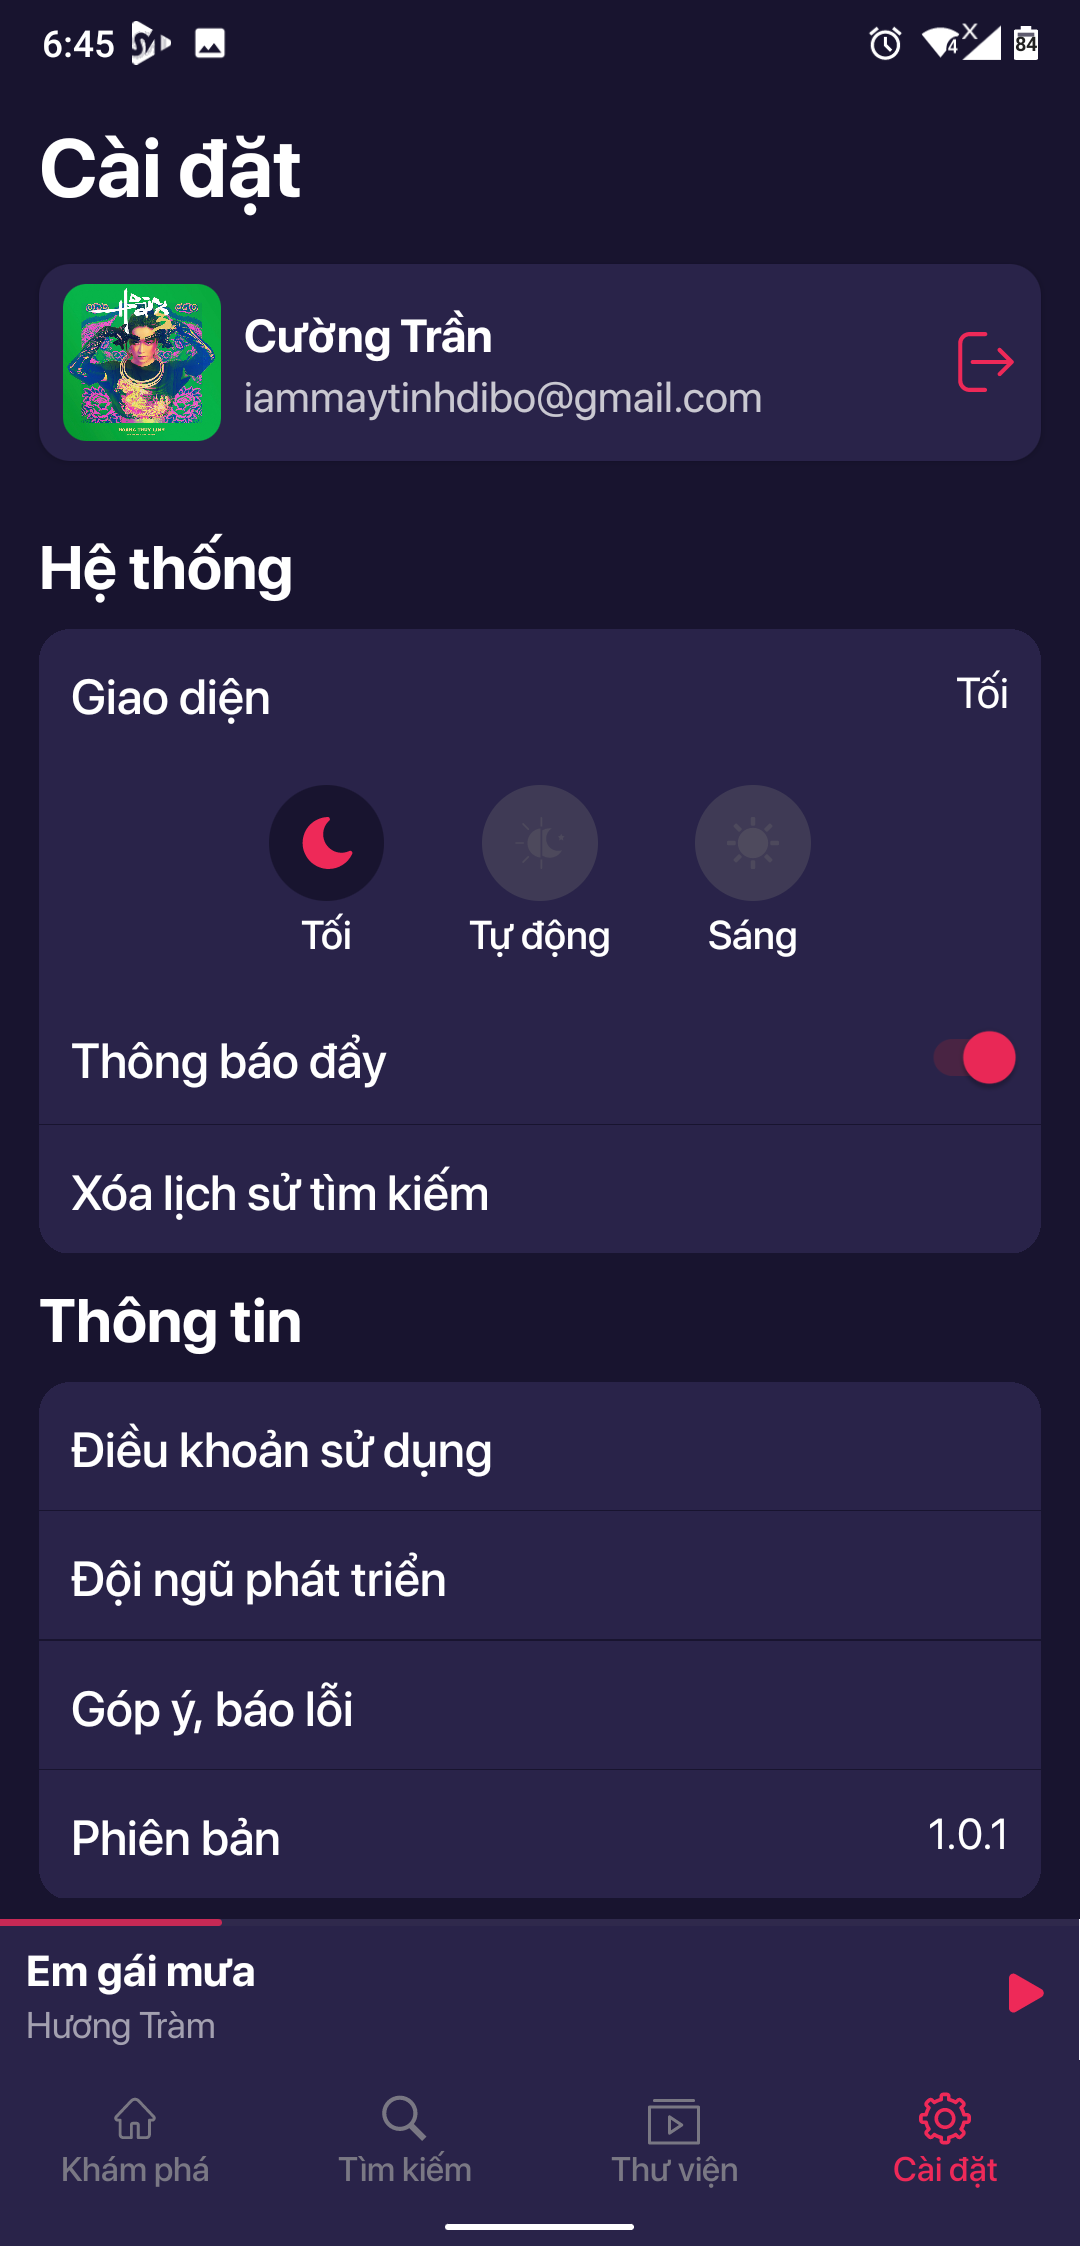 6:45
4
X
84
Cài đặt
Cường Trần
iammaytinhdibo@gmail.com
Hệ thống
Giao diện
Tối
Tối
Tự động
Sáng
Thông báo đẩy
Xóa lịch sử tìm kiếm
Thông tin
Điều khoản sử dụng
Đội ngũ phát triển
Góp ý, báo lỗi
Phiên bản
1.0.1
Em gái mưa
Hương Tràm
Khám phá
Tìm kiếm
Thư viện
Cài đặt